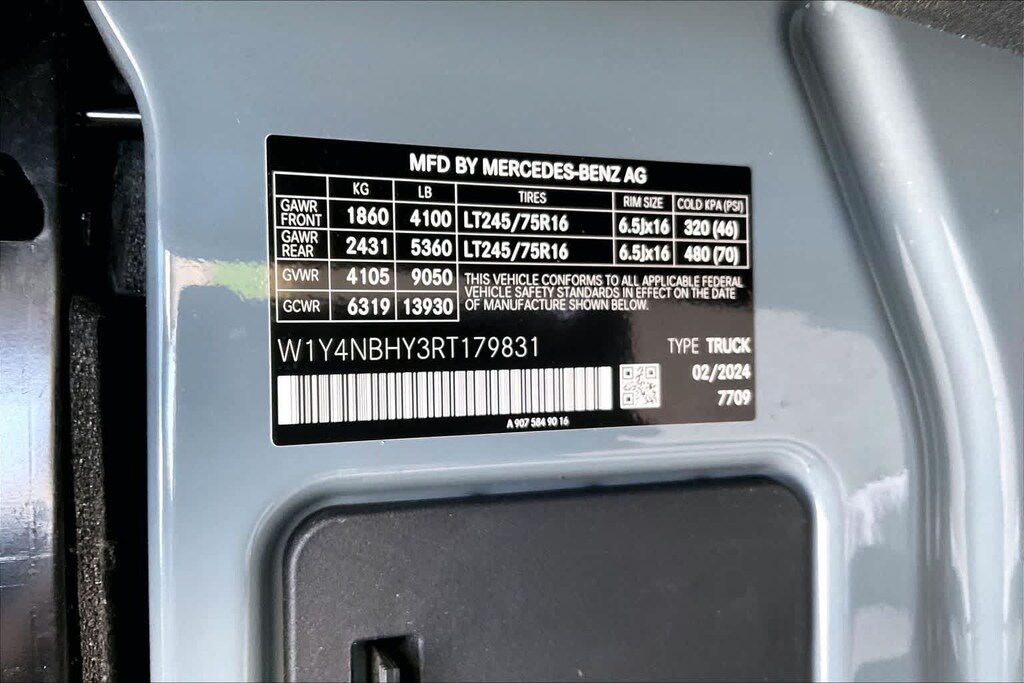 MFD BY MERCEDES-BENZ AG
KG LB TIRES RIM SIZE COLD KPA (PSI)
GAWR FRONT 1860 4100 LT245/75R16 6.5Jx16 320 (46)
GAWR REAR 2431 5360 LT245/75R16 6.5Jx16 480 (70)
GVWR 4105 9050
GCWR 6319 13930
THIS VEHICLE CONFORMS TO ALL APPLICABLE FEDERAL
VEHICLE SAFETY STANDARDS IN EFFECT ON THE DATE
OF MANUFACTURE SHOWN BELOW.
W1Y4NBHY3RT179831
TYPE TRUCK
02/2024
7709
A 907 584 90 16